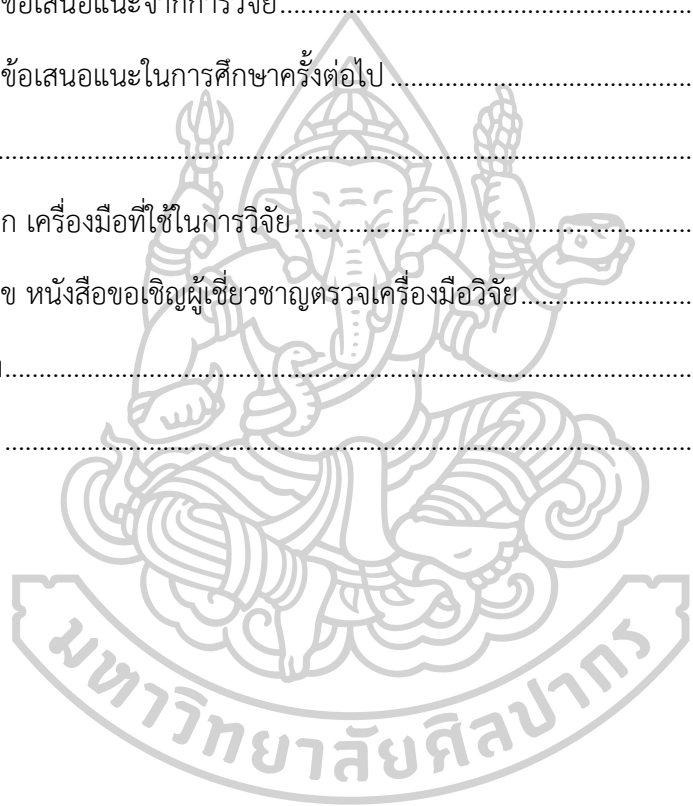 ข้อเสนอแนะจากการวิจัย
ข้อเสนอแนะในการศึกษาครั้งต่อไป
ก เครื่องมือที่ใช้ในการวิจัย
ข หนังสือขอเชิญผู้เชี่ยวชาญตรวจเครื่องมือวิจัย
มหาวิทยาลัยศิลปากร